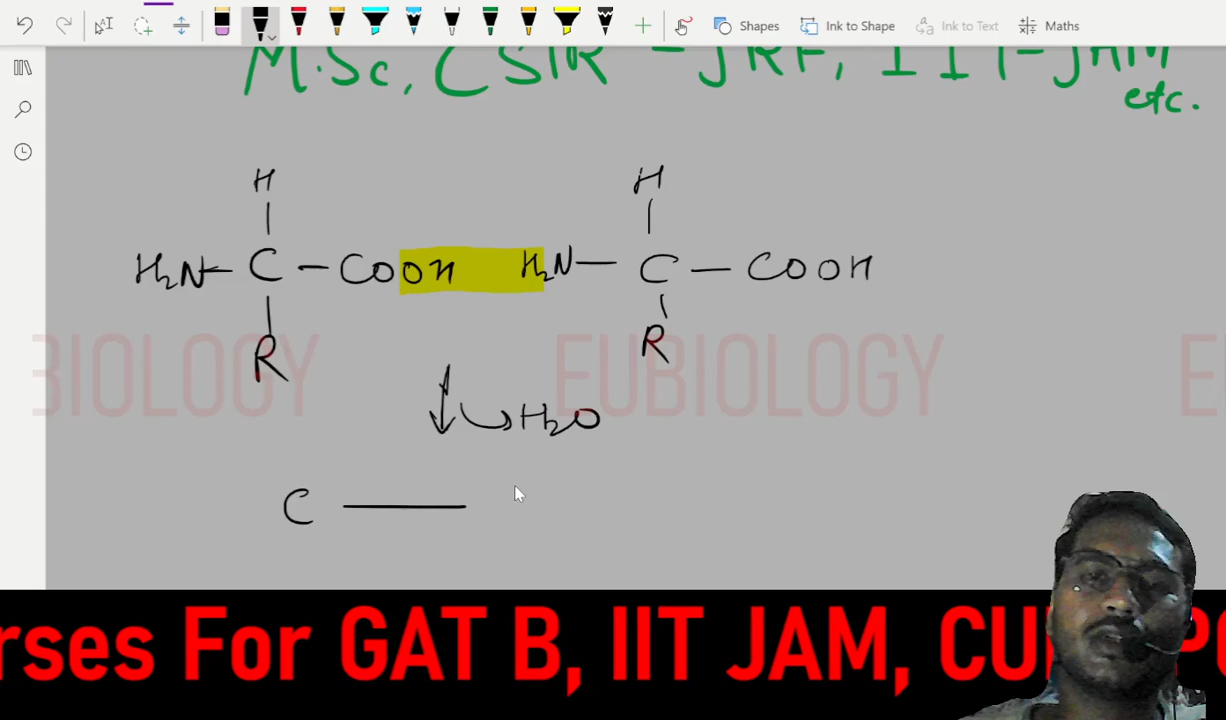 Shapes Ink to Shape Ink to Text Maths
M.Sc, CSIR-JRF, IIT-JAM
etc.
H H
H₂N-C-COOH H₂N-C-COOH
R R
BIOLOGY EUBIOLOGY EU
H₂O
C
rses For GAT B, IIT JAM, CU